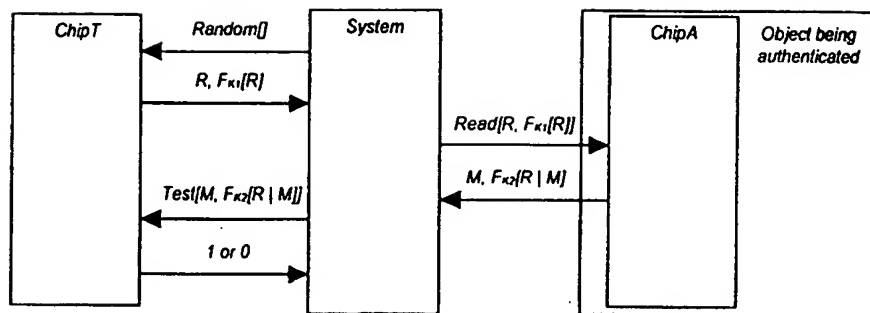 ChipT
System
ChipA
Object being
authenticated
Random[]
R, FK1[R]
Read[R, FK1[R]]
M, FK2[R | M]
Test[M, FK2[R | M]]
1 or 0